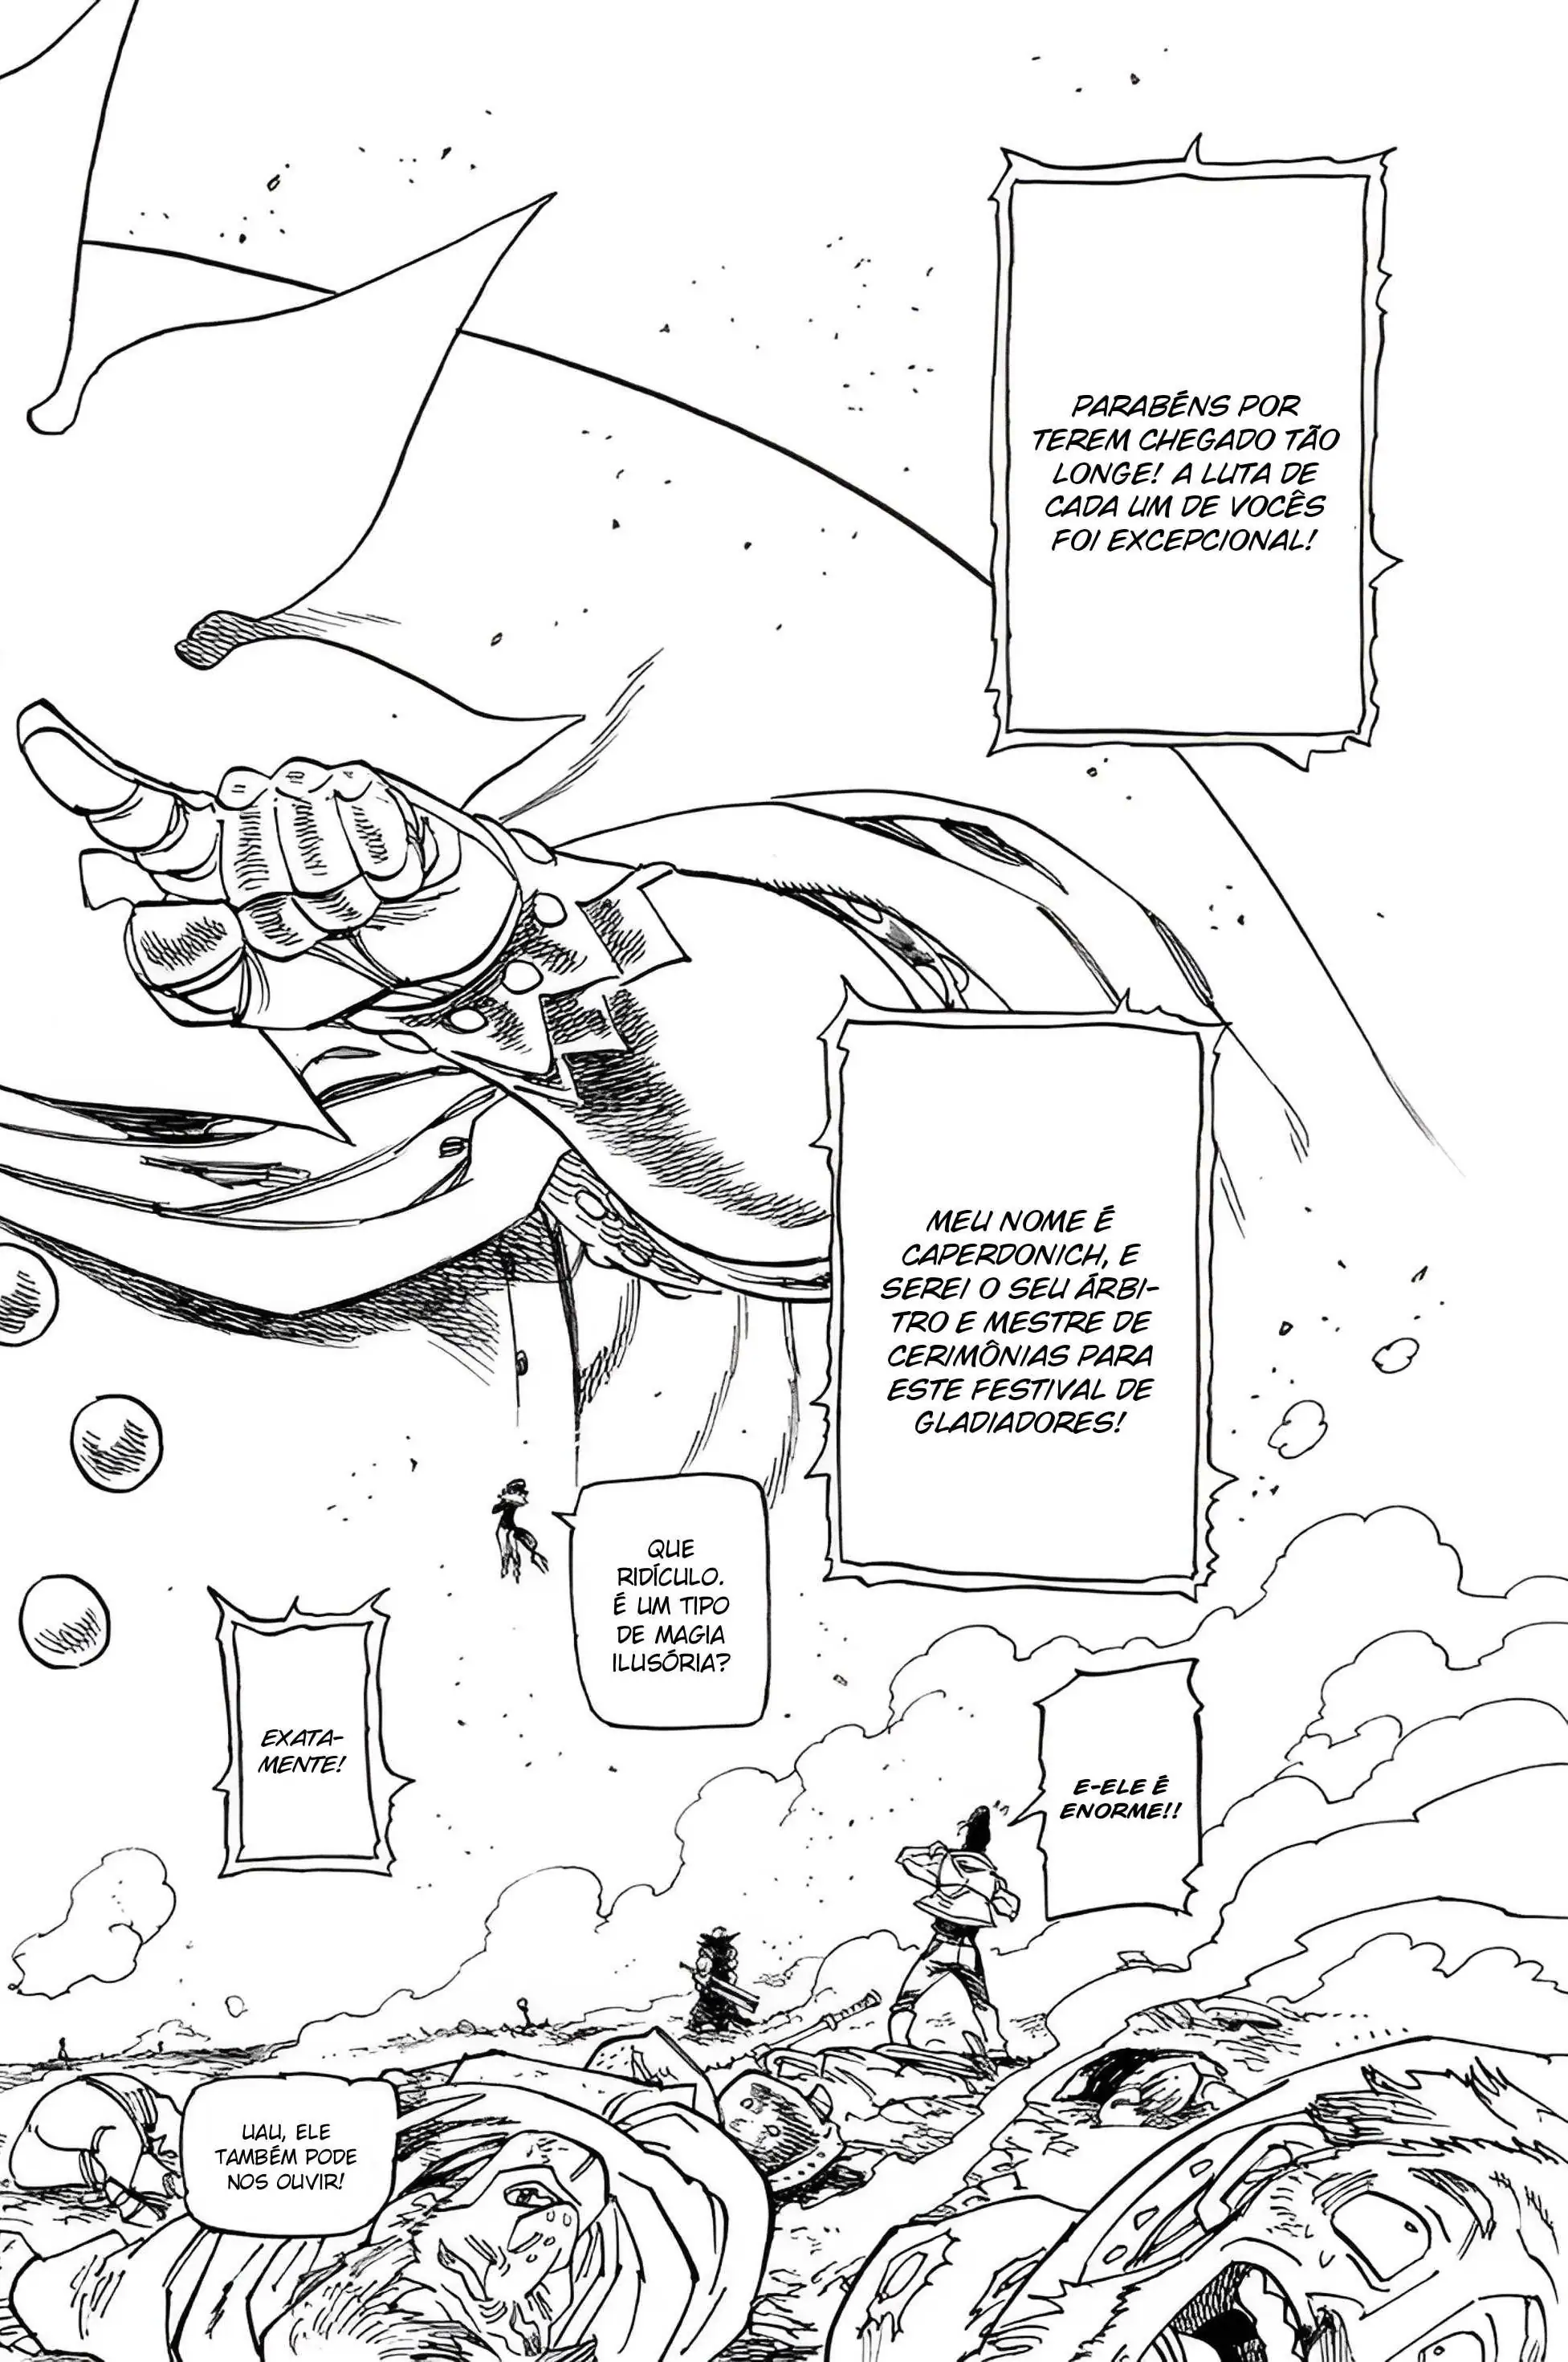 PARABÉNS POR
TEREM CHEGADO TÃO
LONGE! A LUTA DE
CADA UM DE VOCÊS
FOI EXCEPCIONAL!
MEU NOME É
CAPERDONICH, E
SEREI O SEU ÁRBI-
TRO E MESTRE DE
CERIMÔNIAS PARA
ESTE FESTIVAL DE
GLADIADORES!
QUE
RIDÍCULO.
É UM TIPO
DE MAGIA
ILUSÓRIA?
E-ELE É
ENORME!!
EXATA-
MENTE!
UAU, ELE
TAMBÉM PODE
NOS OUVIR!